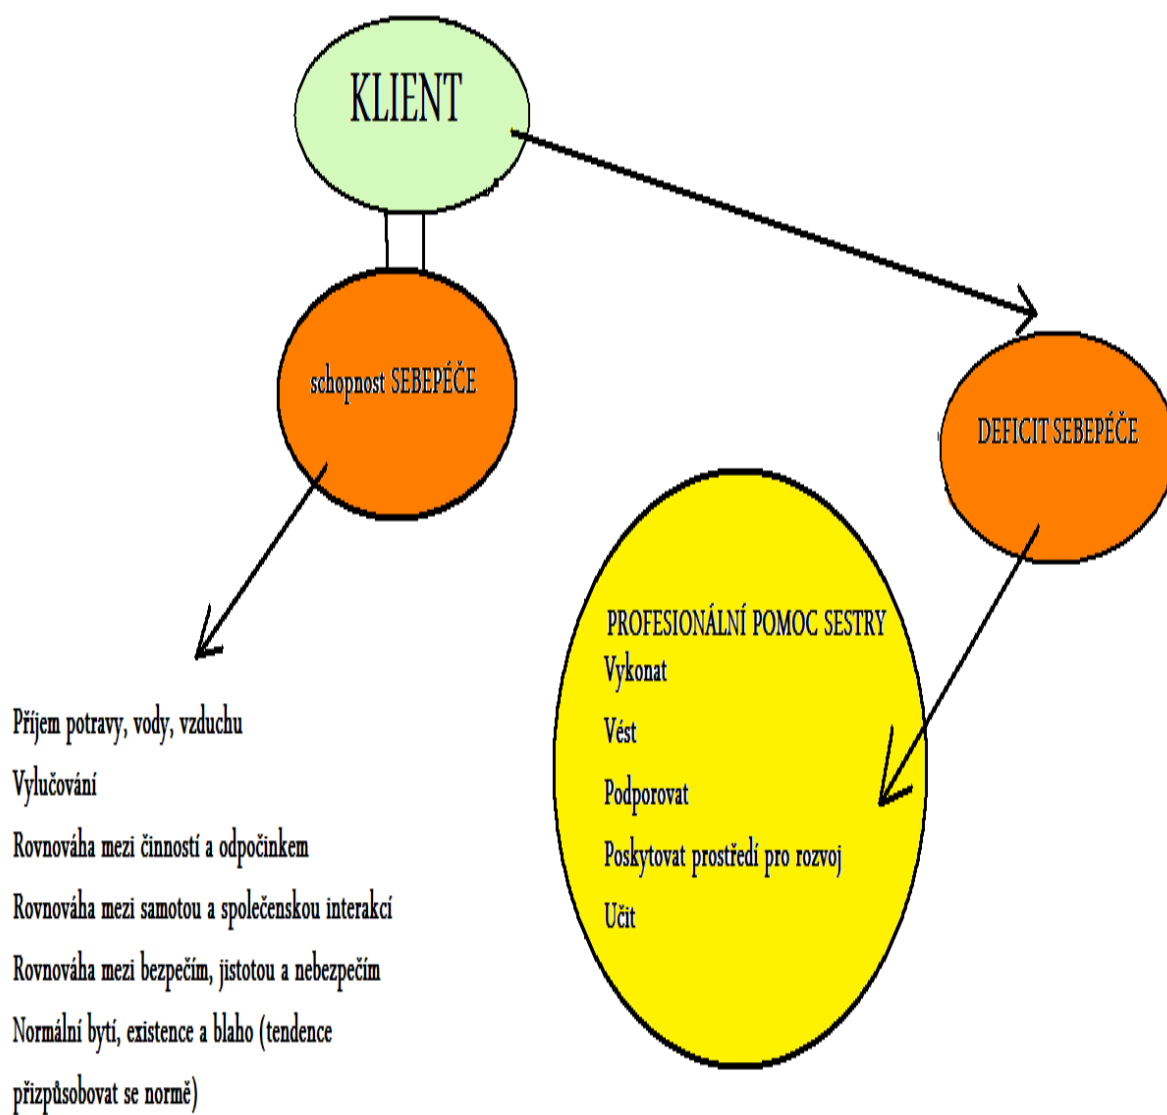 KLIENT
schopnost SEBEPÉČE
DEFICIT SEBEPÉČE
PROFESIONÁLNÍ POMOC SESTRY
Vykonat
Vést
Podporovat
Poskytovat prostředí pro rozvoj
Učit
Příjem potravy, vody, vzduchu
Vylučování
Rovnováha mezi činností a odpočinkem
Rovnováha mezi samotou a společenskou interakcí
Rovnováha mezi bezpečím, jistotou a nebezpečím
Normální bytí, existence a blaho (tendence
přizpůsobovat se normě)